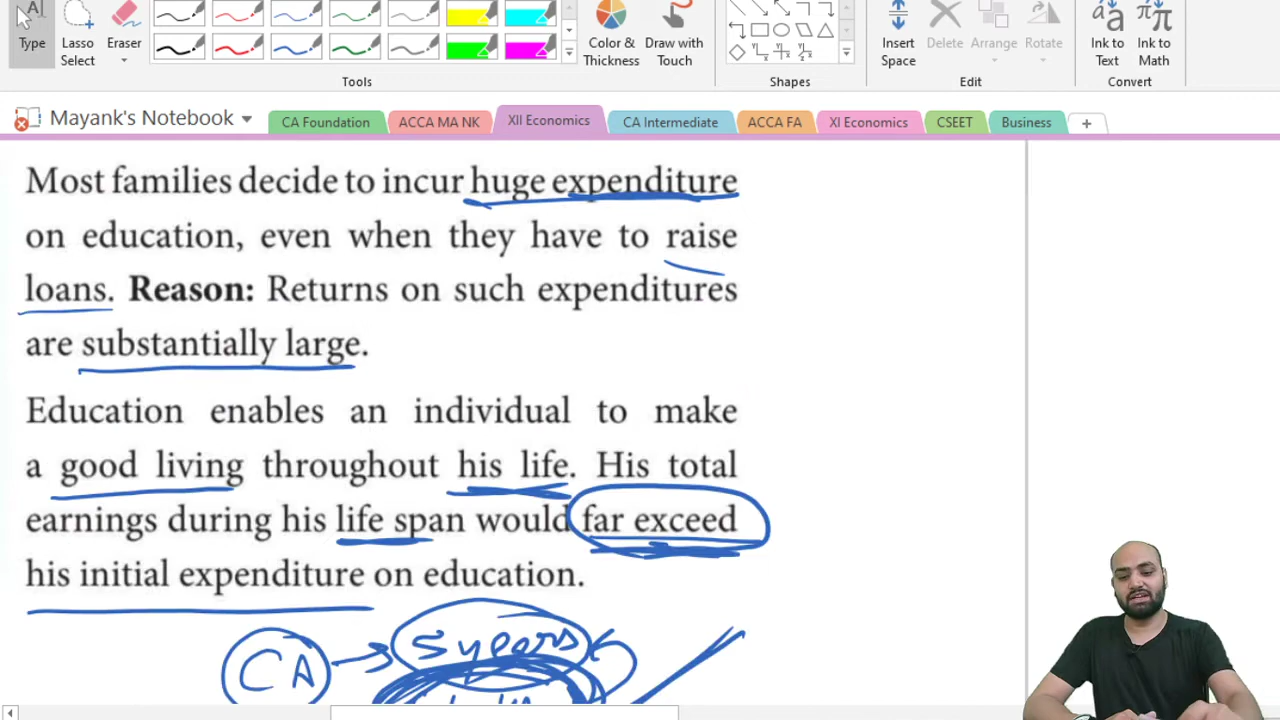 Type
Lasso Select
Eraser
Color & Thickness
Draw with Touch
Insert Space
Delete
Arrange
Rotate
Ink to Text
Ink to Math
Tools
Shapes
Edit
Convert
Mayank's Notebook
CA Foundation
ACCA MA NK
XII Economics
CA Intermediate
ACCA FA
XI Economics
CSEET
Business
Most families decide to incur huge expenditure
on education, even when they have to raise
loans. Reason: Returns on such expenditures
are substantially large.
Education enables an individual to make
a good living throughout his life. His total
earnings during his life span would far exceed
his initial expenditure on education.
CA → 5 years